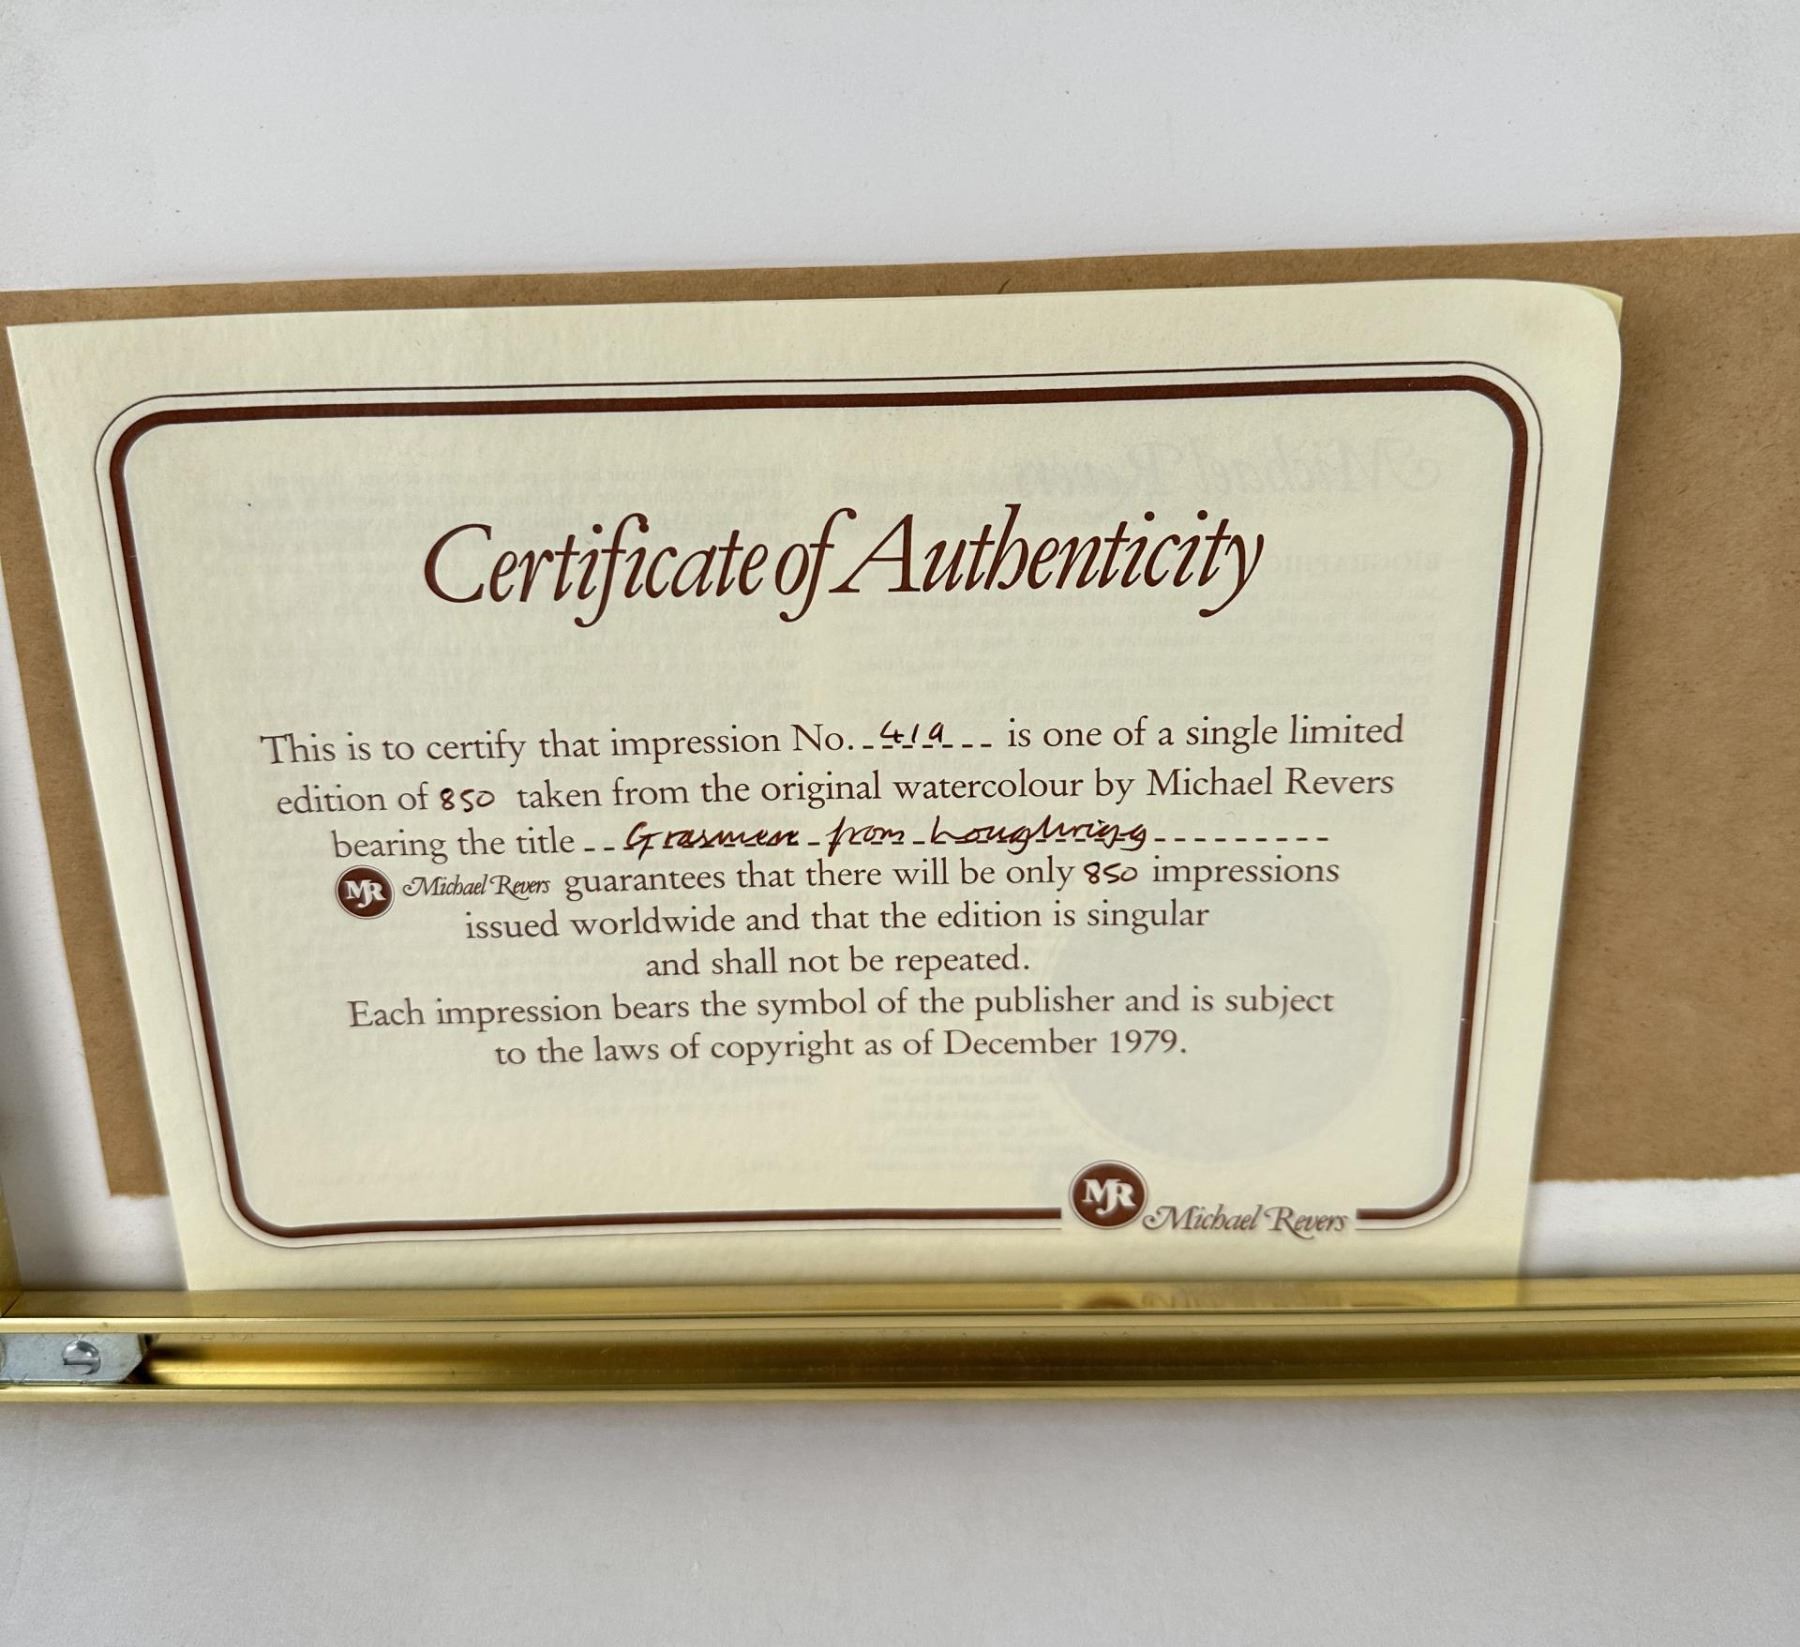 Certificate of Authenticity
This is to certify that impression No. 419 is one of a single limited
edition of 850 taken from the original watercolour by Michael Revers
bearing the title Grasmere from Loughrigg
MR Michael Revers guarantees that there will be only 850 impressions
issued worldwide and that the edition is singular
and shall not be repeated.
Each impression bears the symbol of the publisher and is subject
to the laws of copyright as of December 1979.
MR Michael Revers